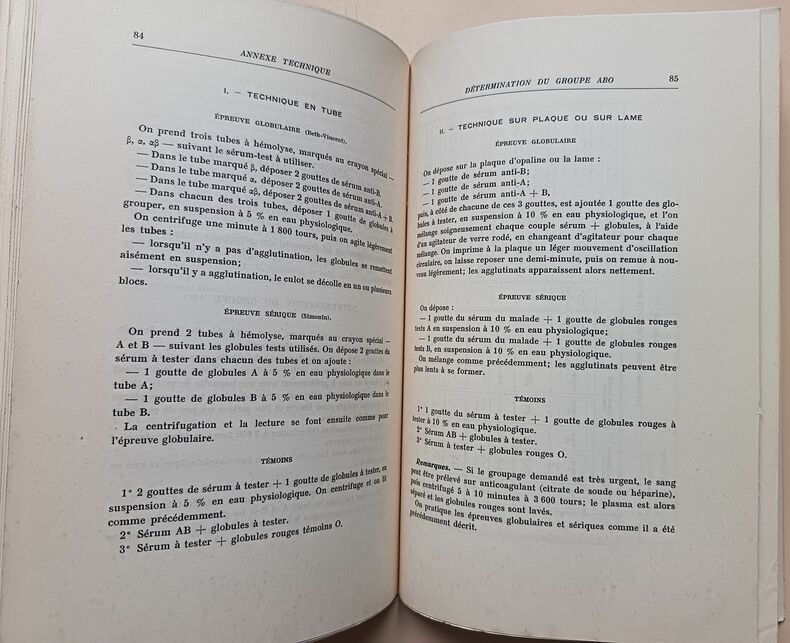 84
ANNEXE TECHNIQUE
I. — TECHNIQUE EN TUBE
ÉPREUVE GLOBULAIRE (Beth-Vincent).
On prend trois tubes à hémolyse, marqués au crayon spécial —
β, α, αβ — suivant le sérum-test à utiliser.
— Dans le tube marqué β, déposer 2 gouttes de sérum anti-B.
— Dans le tube marqué α, déposer 2 gouttes de sérum anti-A.
— Dans le tube marqué αβ, déposer 2 gouttes de sérum anti-A + B,
— Dans chacun des trois tubes, déposer 1 goutte de globules à
grouper, en suspension à 5 % en eau physiologique.
On centrifuge une minute à 1 800 tours, puis on agite légèrement
les tubes :
— lorsqu'il n'y a pas d'agglutination, les globules se remettent
aisément en suspension;
— lorsqu'il y a agglutination, le culot se décolle en un ou plusieurs
blocs.
ÉPREUVE SÉRIQUE (Simonin).
On prend 2 tubes à hémolyse, marqués au crayon spécial —
A et B — suivant les globules tests utilisés. On dépose 2 gouttes du
sérum à tester dans chacun des tubes et on ajoute :
— 1 goutte de globules A à 5 % en eau physiologique dans le
tube A;
— 1 goutte de globules B à 5 % en eau physiologique dans le
tube B.
La centrifugation et la lecture se font ensuite comme pour
l'épreuve globulaire.
TÉMOINS
1° 2 gouttes de sérum à tester + 1 goutte de globules à tester, en
suspension à 5 % en eau physiologique. On centrifuge et on lit
comme précédemment.
2° Sérum AB + globules à tester.
3° Sérum à tester + globules rouges témoins O.
DÉTERMINATION DU GROUPE ABO
85
II. — TECHNIQUE SUR PLAQUE OU SUR LAME
ÉPREUVE GLOBULAIRE
On dépose sur la plaque d'opaline ou la lame :
— 1 goutte de sérum anti-B;
— 1 goutte de sérum anti-A;
— 1 goutte de sérum anti-A + B,
puis, à côté de chacune de ces 3 gouttes, est ajoutée 1 goutte des glo-
bules à tester, en suspension à 10 % en eau physiologique, et l'on
mélange soigneusement chaque couple sérum + globules, à l'aide
d'un agitateur de verre rodé, en changeant d'agitateur pour chaque
mélange. On imprime à la plaque un léger mouvement d'oscillation
circulaire, on laisse reposer une demi-minute, puis on remue à nou-
veau légèrement; les agglutinats apparaissent alors nettement.
ÉPREUVE SÉRIQUE
On dépose :
— 1 goutte du sérum du malade + 1 goutte de globules rouges
tests A en suspension à 10 % en eau physiologique;
— 1 goutte du sérum du malade + 1 goutte de globules rouges
tests B, en suspension à 10 % en eau physiologique.
On mélange comme précédemment; les agglutinats peuvent être
plus lents à se former.
TÉMOINS
1° 1 goutte du sérum à tester + 1 goutte de globules rouges à
tester à 10 % en eau physiologique.
2° Sérum AB + globules à tester.
3° Sérum à tester + globules rouges O.
Remarques. — Si le groupage demandé est très urgent, le sang
peut être prélevé sur anticoagulant (citrate de soude ou héparine),
puis centrifugé 5 à 10 minutes à 3 600 tours; le plasma est alors
séparé et les globules rouges sont lavés.
On pratique les épreuves globulaires et sériques comme il a été
précédemment décrit.